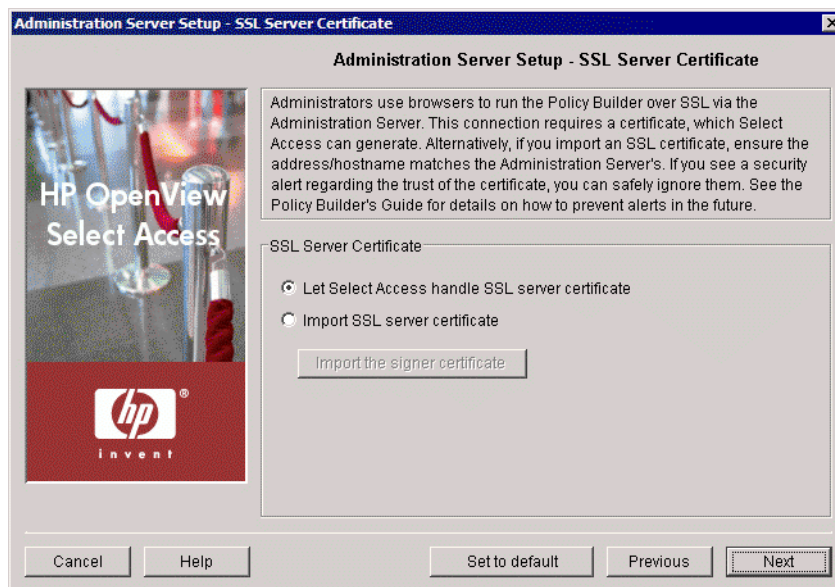 Administration Server Setup - SSL Server Certificate
Administration Server Setup - SSL Server Certificate
HP OpenView
Select Access
hp
®
invent
Administrators use browsers to run the Policy Builder over SSL via the
Administration Server. This connection requires a certificate, which Select
Access can generate. Alternatively, if you import an SSL certificate, ensure the
address/hostname matches the Administration Server's. If you see a security
alert regarding the trust of the certificate, you can safely ignore them. See the
Policy Builder's Guide for details on how to prevent alerts in the future.
SSL Server Certificate
Let Select Access handle SSL server certificate
Import SSL server certificate
Import the signer certificate
Cancel
Help
Set to default
Previous
Next